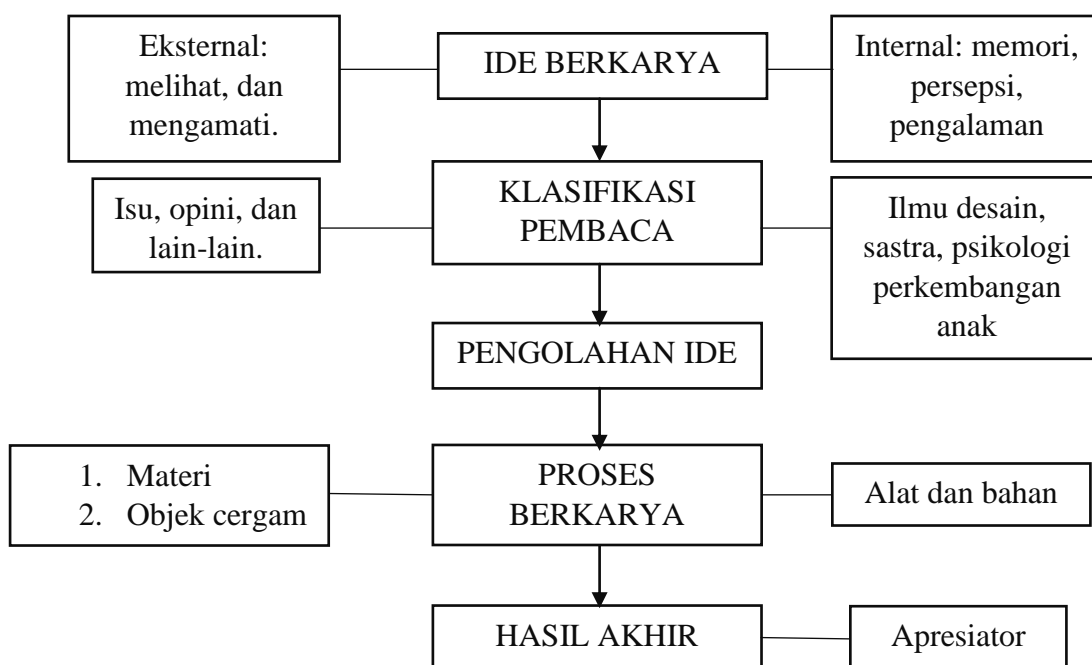 Eksternal:
melihat, dan
mengamati.
IDE BERKARYA
Internal: memori,
persepsi,
pengalaman
Isu, opini, dan
lain-lain.
KLASIFIKASI
PEMBACA
Ilmu desain,
sastra, psikologi
perkembangan
anak
PENGOLAHAN IDE
1. Materi
2. Objek cergam
PROSES
BERKARYA
Alat dan bahan
HASIL AKHIR
Apresiator